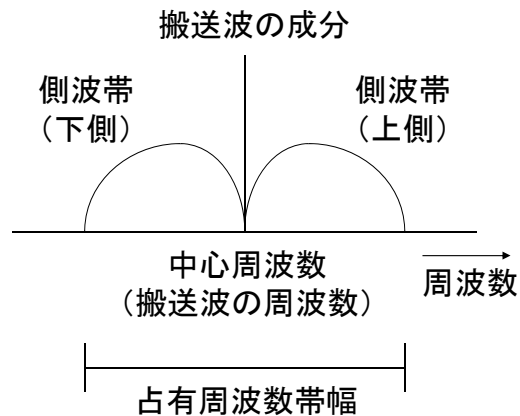 搬送波の成分
側波帯
（下側）
側波帯
（上側）
中心周波数
（搬送波の周波数）
周波数
占有周波数帯幅